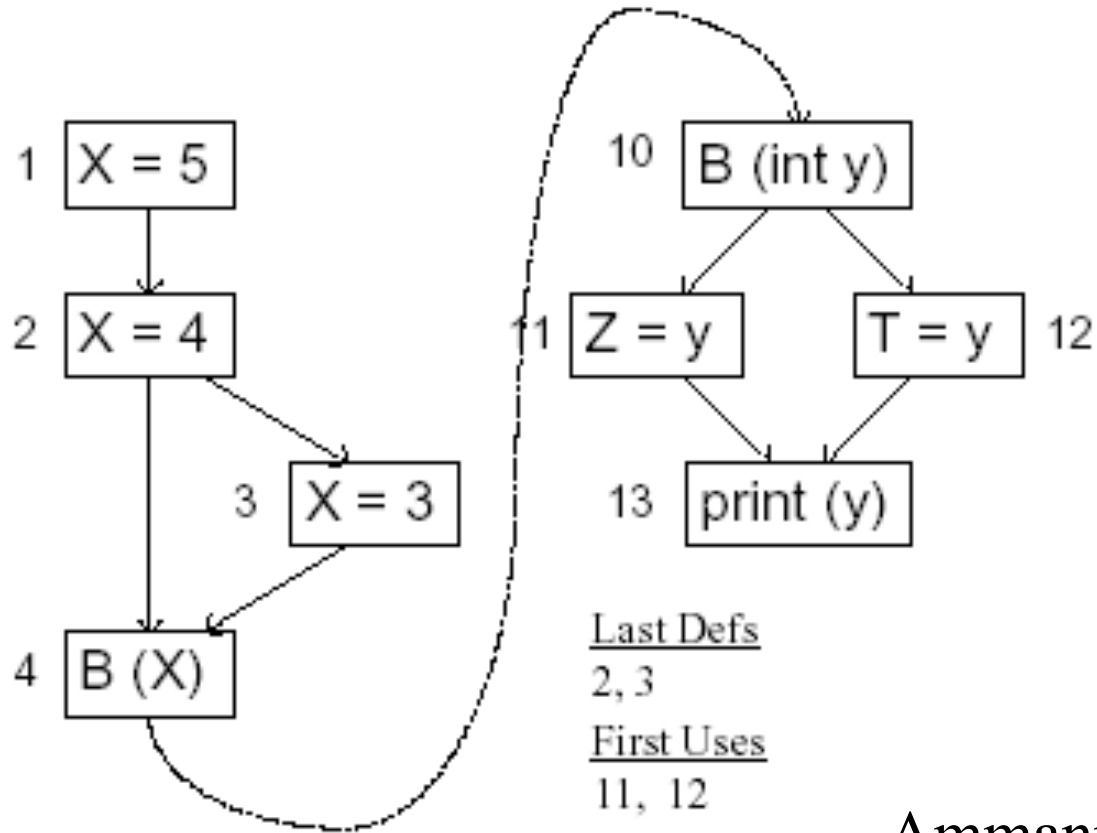 1 X = 5
2 X = 4
3 X = 3
4 B (X)
10 B (int y)
11 Z = y
T = y 12
13 print (y)
Last Defs
2, 3
First Uses
11, 12